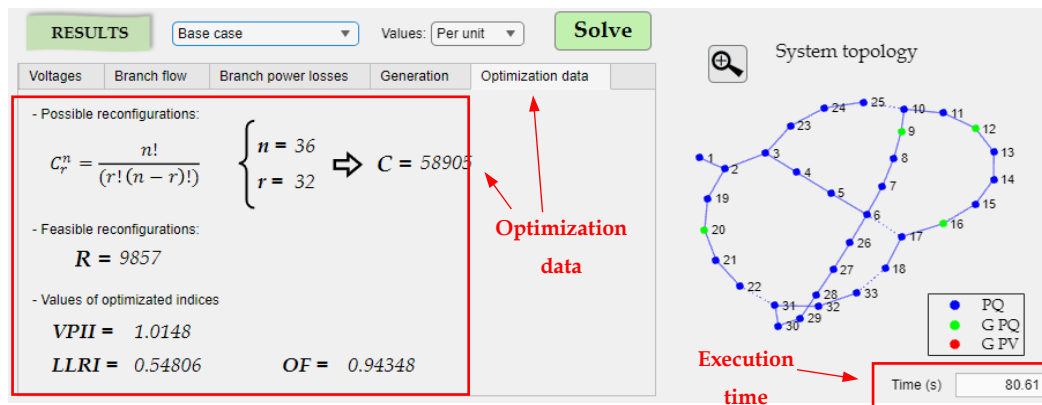 RESULTS Base case Values: Per unit Solve
Voltages Branch flow Branch power losses Generation Optimization data
- Possible reconfigurations:
C_r^n = n! / (r! (n − r)!) { n = 36 r = 32 ⇨ C = 58905
- Feasible reconfigurations:
R = 9857
- Values of optimizated indices
VPII = 1.0148
LLRI = 0.54806 OF = 0.94348
Optimization
data
System topology
1
2
3
4
5
6
7
8
9
10
11
12
13
14
15
16
17
18
19
20
21
22
23
24
25
26
27
28
29
30
31
32
33
PQ
G PQ
G PV
Execution
time
Time (s) 80.61